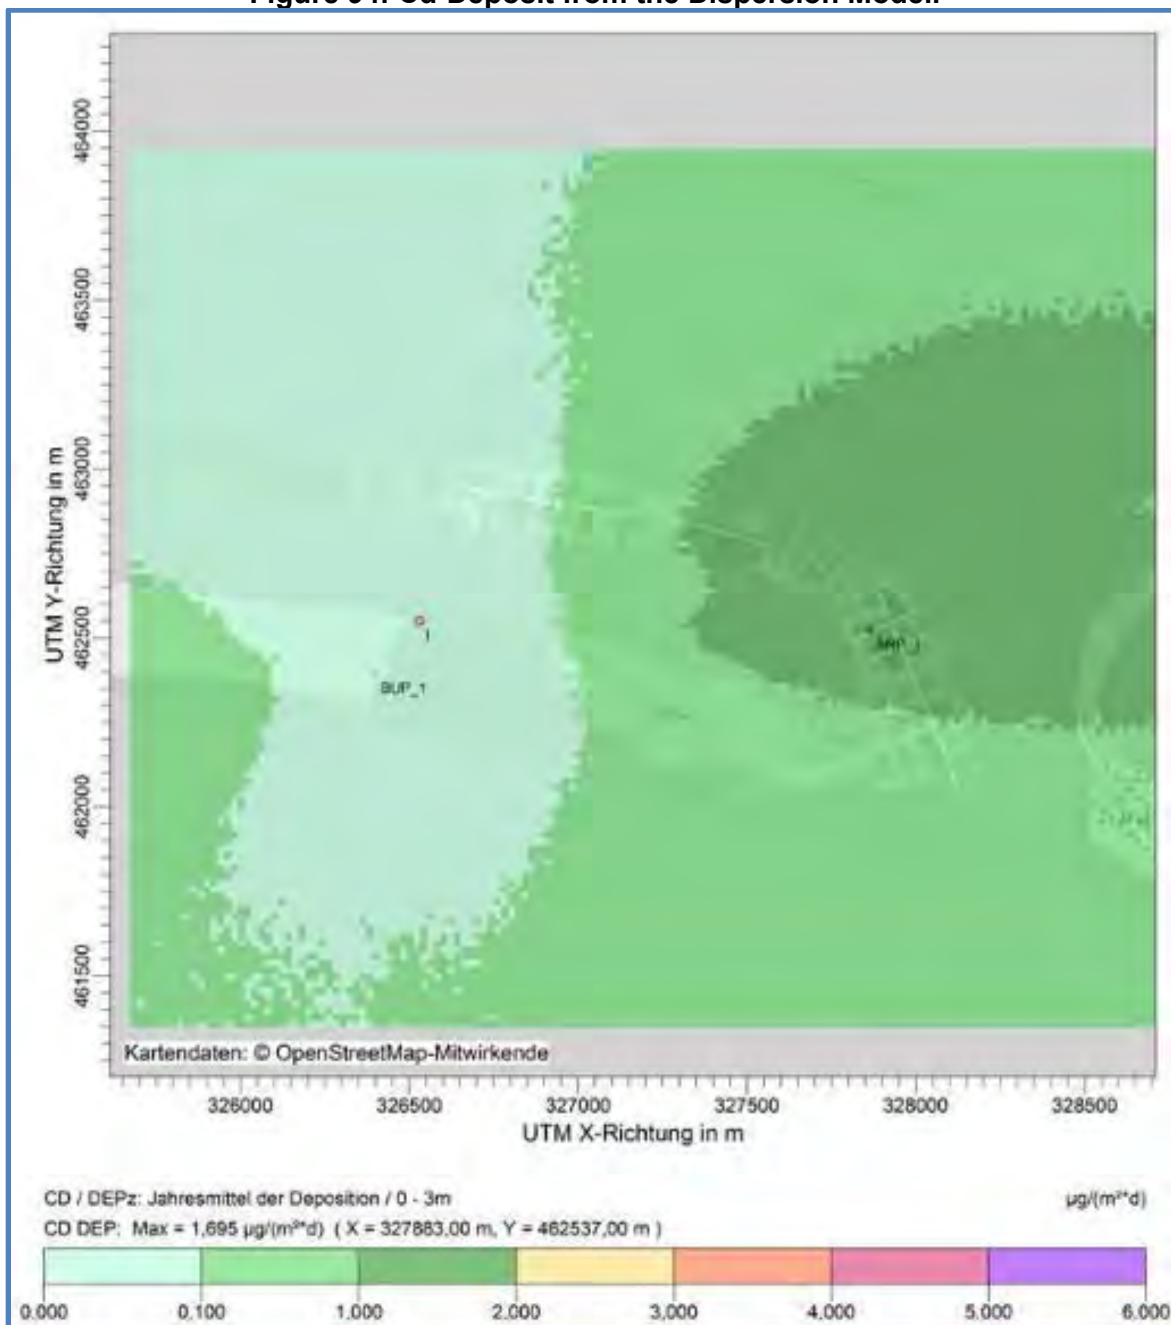 Cd-Deposit from the Dispersion Modell
464000
463500
463000
462500
462000
461500
UTM Y-Richtung in m
1
BUP_1
Kartendaten: © OpenStreetMap-Mitwirkende
326000 326500 327000 327500 328000 328500
UTM X-Richtung in m
CD / DEPz: Jahresmittel der Deposition / 0 - 3m µg/(m²*d)
CD DEP: Max = 1,695 µg/(m²*d) ( X = 327883,00 m, Y = 462537,00 m )
0.000 0.100 1.000 2.000 3.000 4.000 5.000 6.000